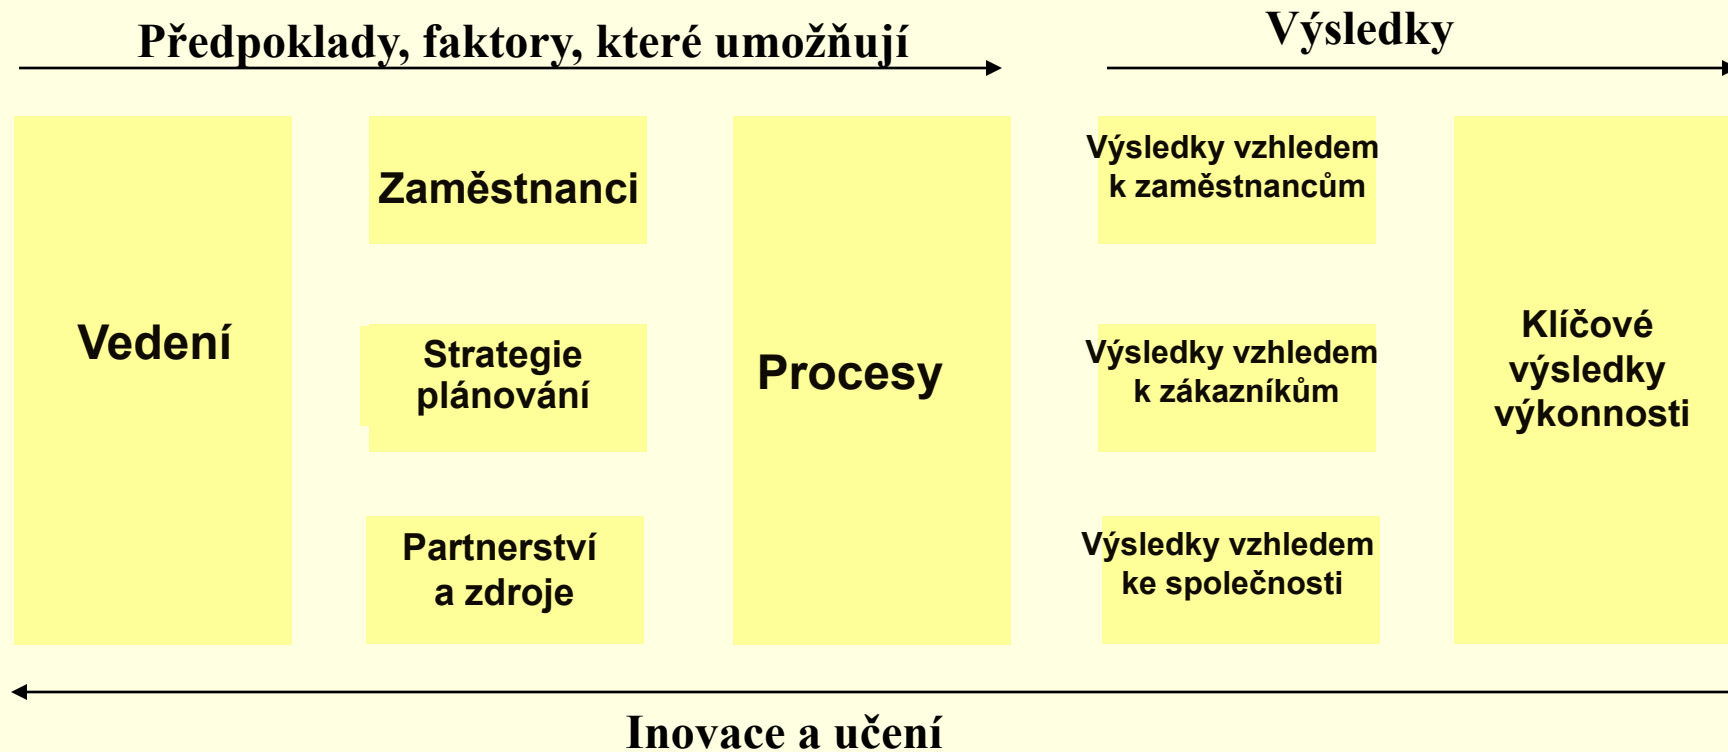 Předpoklady, faktory, které umožňují
Výsledky
Vedení
Zaměstnanci
Strategie
plánování
Partnerství
a zdroje
Procesy
Výsledky vzhledem
k zaměstnancům
Výsledky vzhledem
k zákazníkům
Výsledky vzhledem
ke společnosti
Klíčové
výsledky
výkonnosti
Inovace a učení